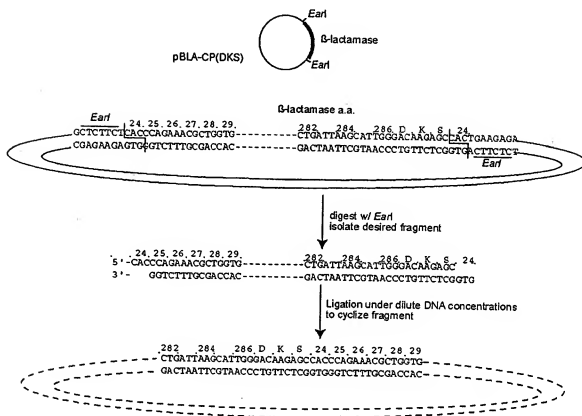 EarI
ß-lactamase
pBLA-CP(DKS)
EarI
ß-lactamase a.a.
EarI 24. 25. 26. 27. 28. 29. 282 284 286 D K S 24.
GCTCTTCTCACCCAGAAACGCTGGTG----------CTGATTAAGCATTGGGACAAGAGCCACTGAAGAGA
CGAGAAGAGTGGGTCTTTGCGACCAC----------GACTAATTCGTAACCCTGTTCTCGGTGACTTCTCT
EarI
digest w/ EarI
isolate desired fragment
24. 25. 26. 27. 28. 29. 282 284 286 D K S 24.
5'-CACCCAGAAACGCTGGTG----------CTGATTAAGCATTGGGACAAGAGC
3'- GGTCTTTGCGACCAC----------GACTAATTCGTAACCCTGTTCTCGGTG
Ligation under dilute DNA concentrations
to cyclize fragment
282 284 286 D K S 24 25 26 27 28 29
CTGATTAAGCATTGGGACAAGAGCCACCCAGAAACGCTGGTG
GACTAATTCGTAACCCTGTTCTCGGTGGGTCTTTGCGACCAC